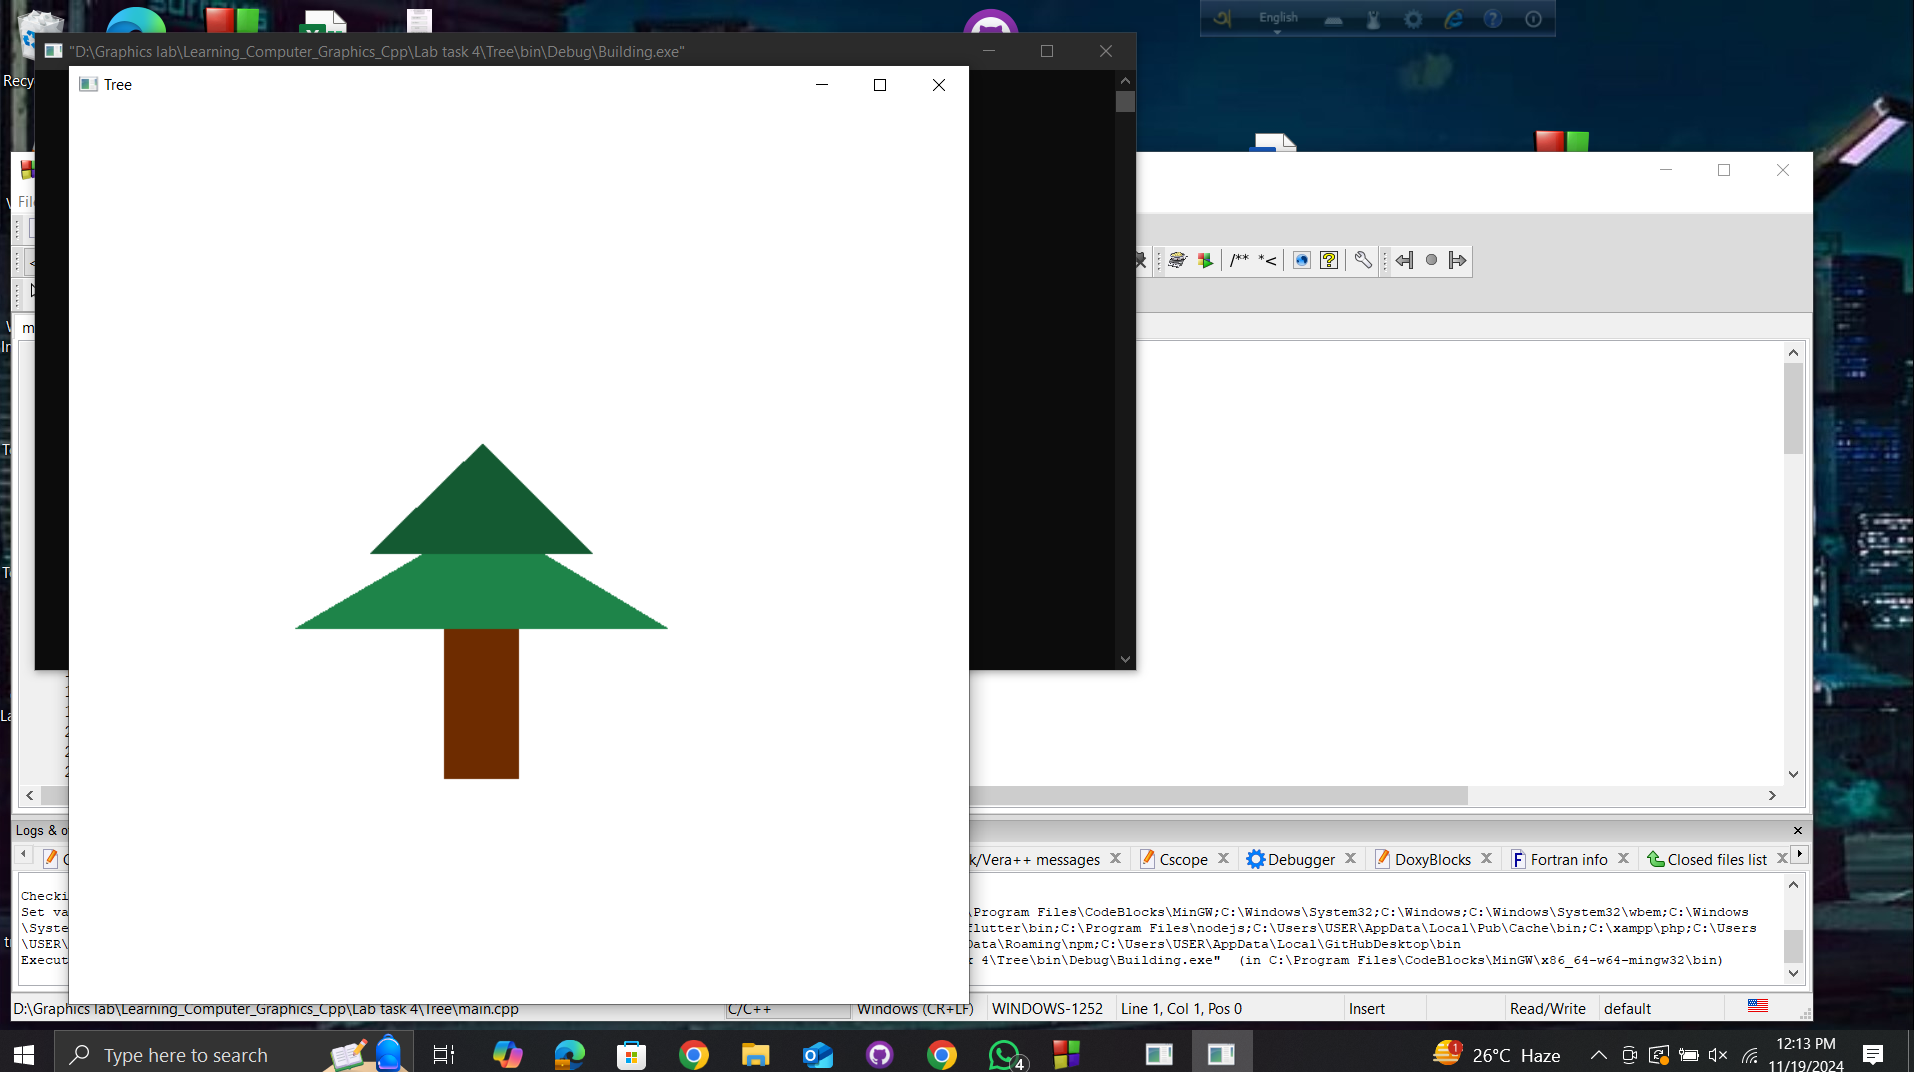 English
"D:\Graphics lab\Learning_Computer_Graphics_Cpp\Lab task 4\Tree\bin\Debug\Building.exe"
Recy
Tree
File
/** *<
Logs & o
k/Vera++ messages Cscope Debugger DoxyBlocks Fortran info Closed files list
Checki
Set va \Program Files\CodeBlocks\MinGW;C:\Windows\System32;C:\Windows;C:\Windows\System32\wbem;C:\Windows
\Syste flutter\bin;C:\Program Files\nodejs;C:\Users\USER\AppData\Local\Pub\Cache\bin;C:\xampp\php;C:\Users
\USER\ Data\Roaming\npm;C:\Users\USER\AppData\Local\GitHubDesktop\bin
Execut k 4\Tree\bin\Debug\Building.exe" (in C:\Program Files\CodeBlocks\MinGW\x86_64-w64-mingw32\bin)
D:\Graphics lab\Learning_Computer_Graphics_Cpp\Lab task 4\Tree\main.cpp C/C++ Windows (CR+LF) WINDOWS-1252 Line 1, Col 1, Pos 0 Insert Read/Write default
Type here to search 4 1 26°C Haze 12:13 PM
11/19/2024